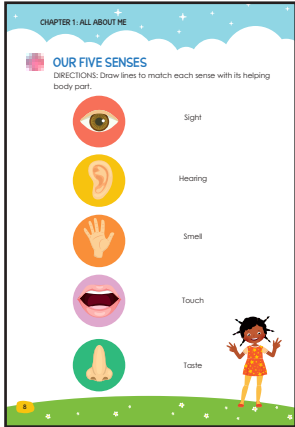 CHAPTER 1: ALL ABOUT ME
OUR FIVE SENSES
DIRECTIONS: Draw lines to match each sense with its helping
body part.
Sight
Hearing
Smell
Touch
Taste
8